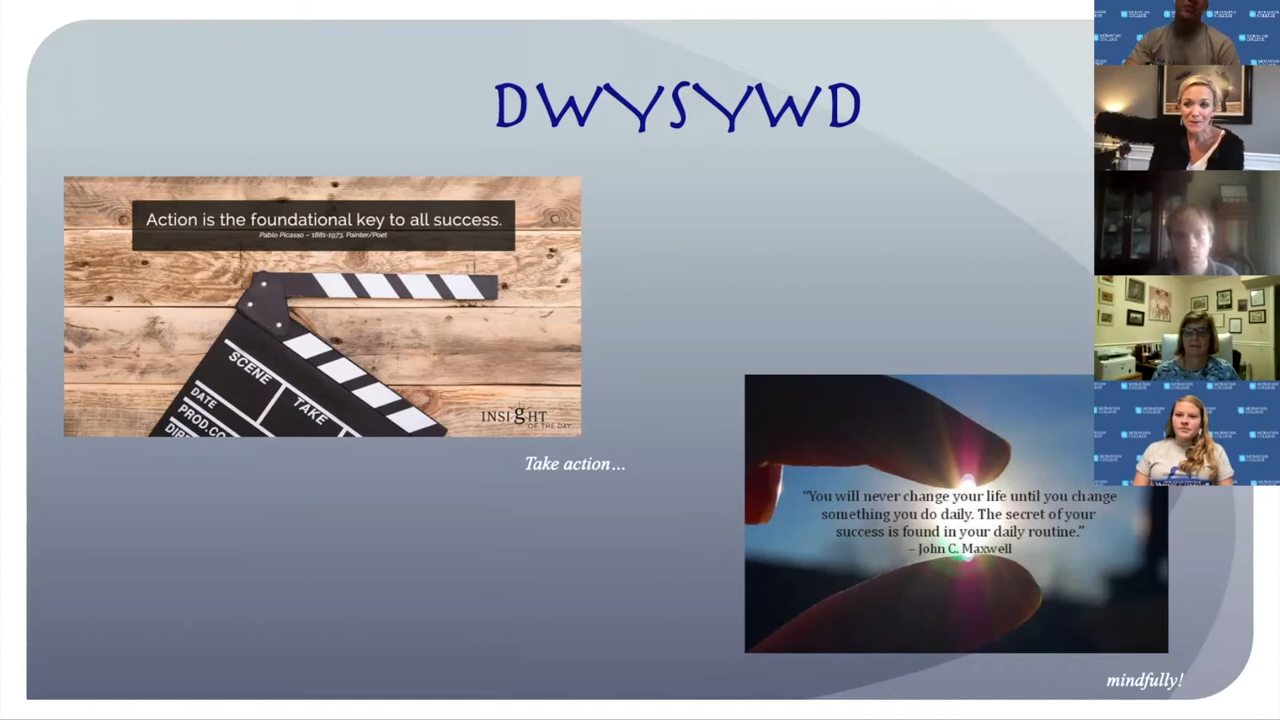 DWYSYWD
Action is the foundational key to all success.
Pablo Picasso – 1881-1973, Painter/Poet
SCENE
TAKE
DATE
PROD.CO
INSIGHT
OF THE DAY
Take action...
“You will never change your life until you change
something you do daily. The secret of your
success is found in your daily routine.”
– John C. Maxwell
mindfully!
MORAVIAN
COLLEGE